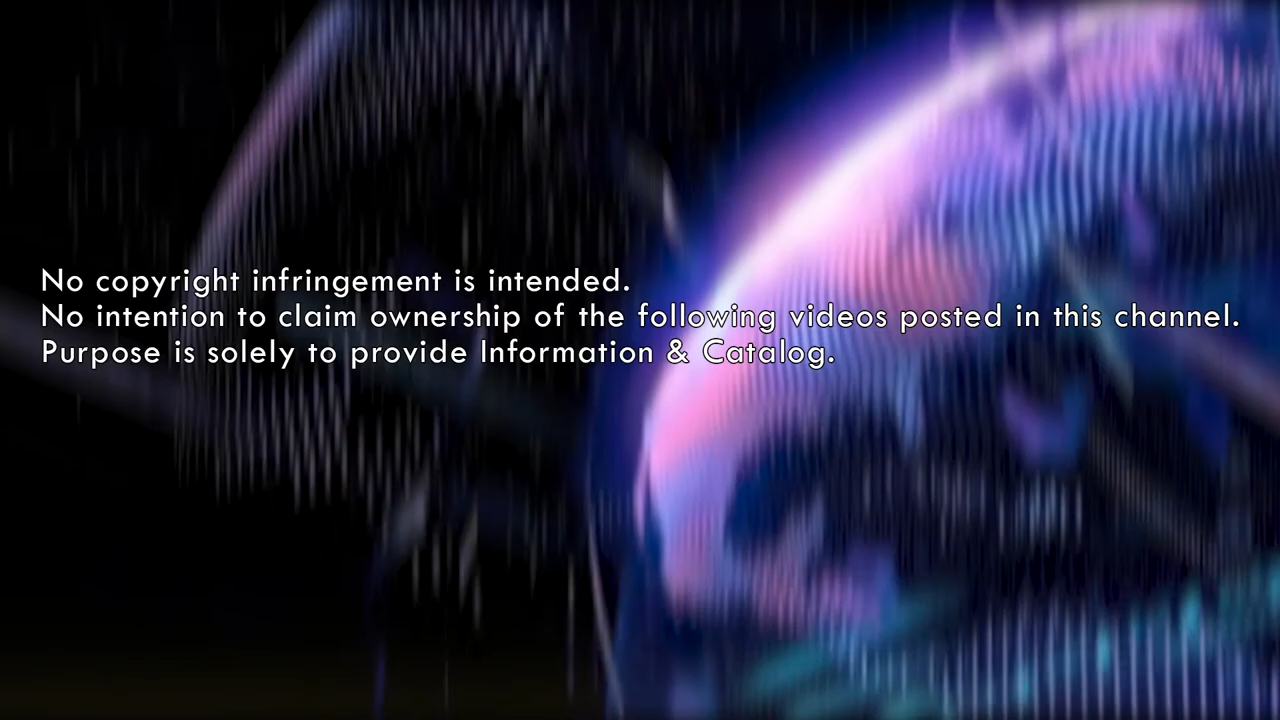 No copyright infringement is intended.
No intention to claim ownership of the following videos posted in this channel.
Purpose is solely to provide Information & Catalog.